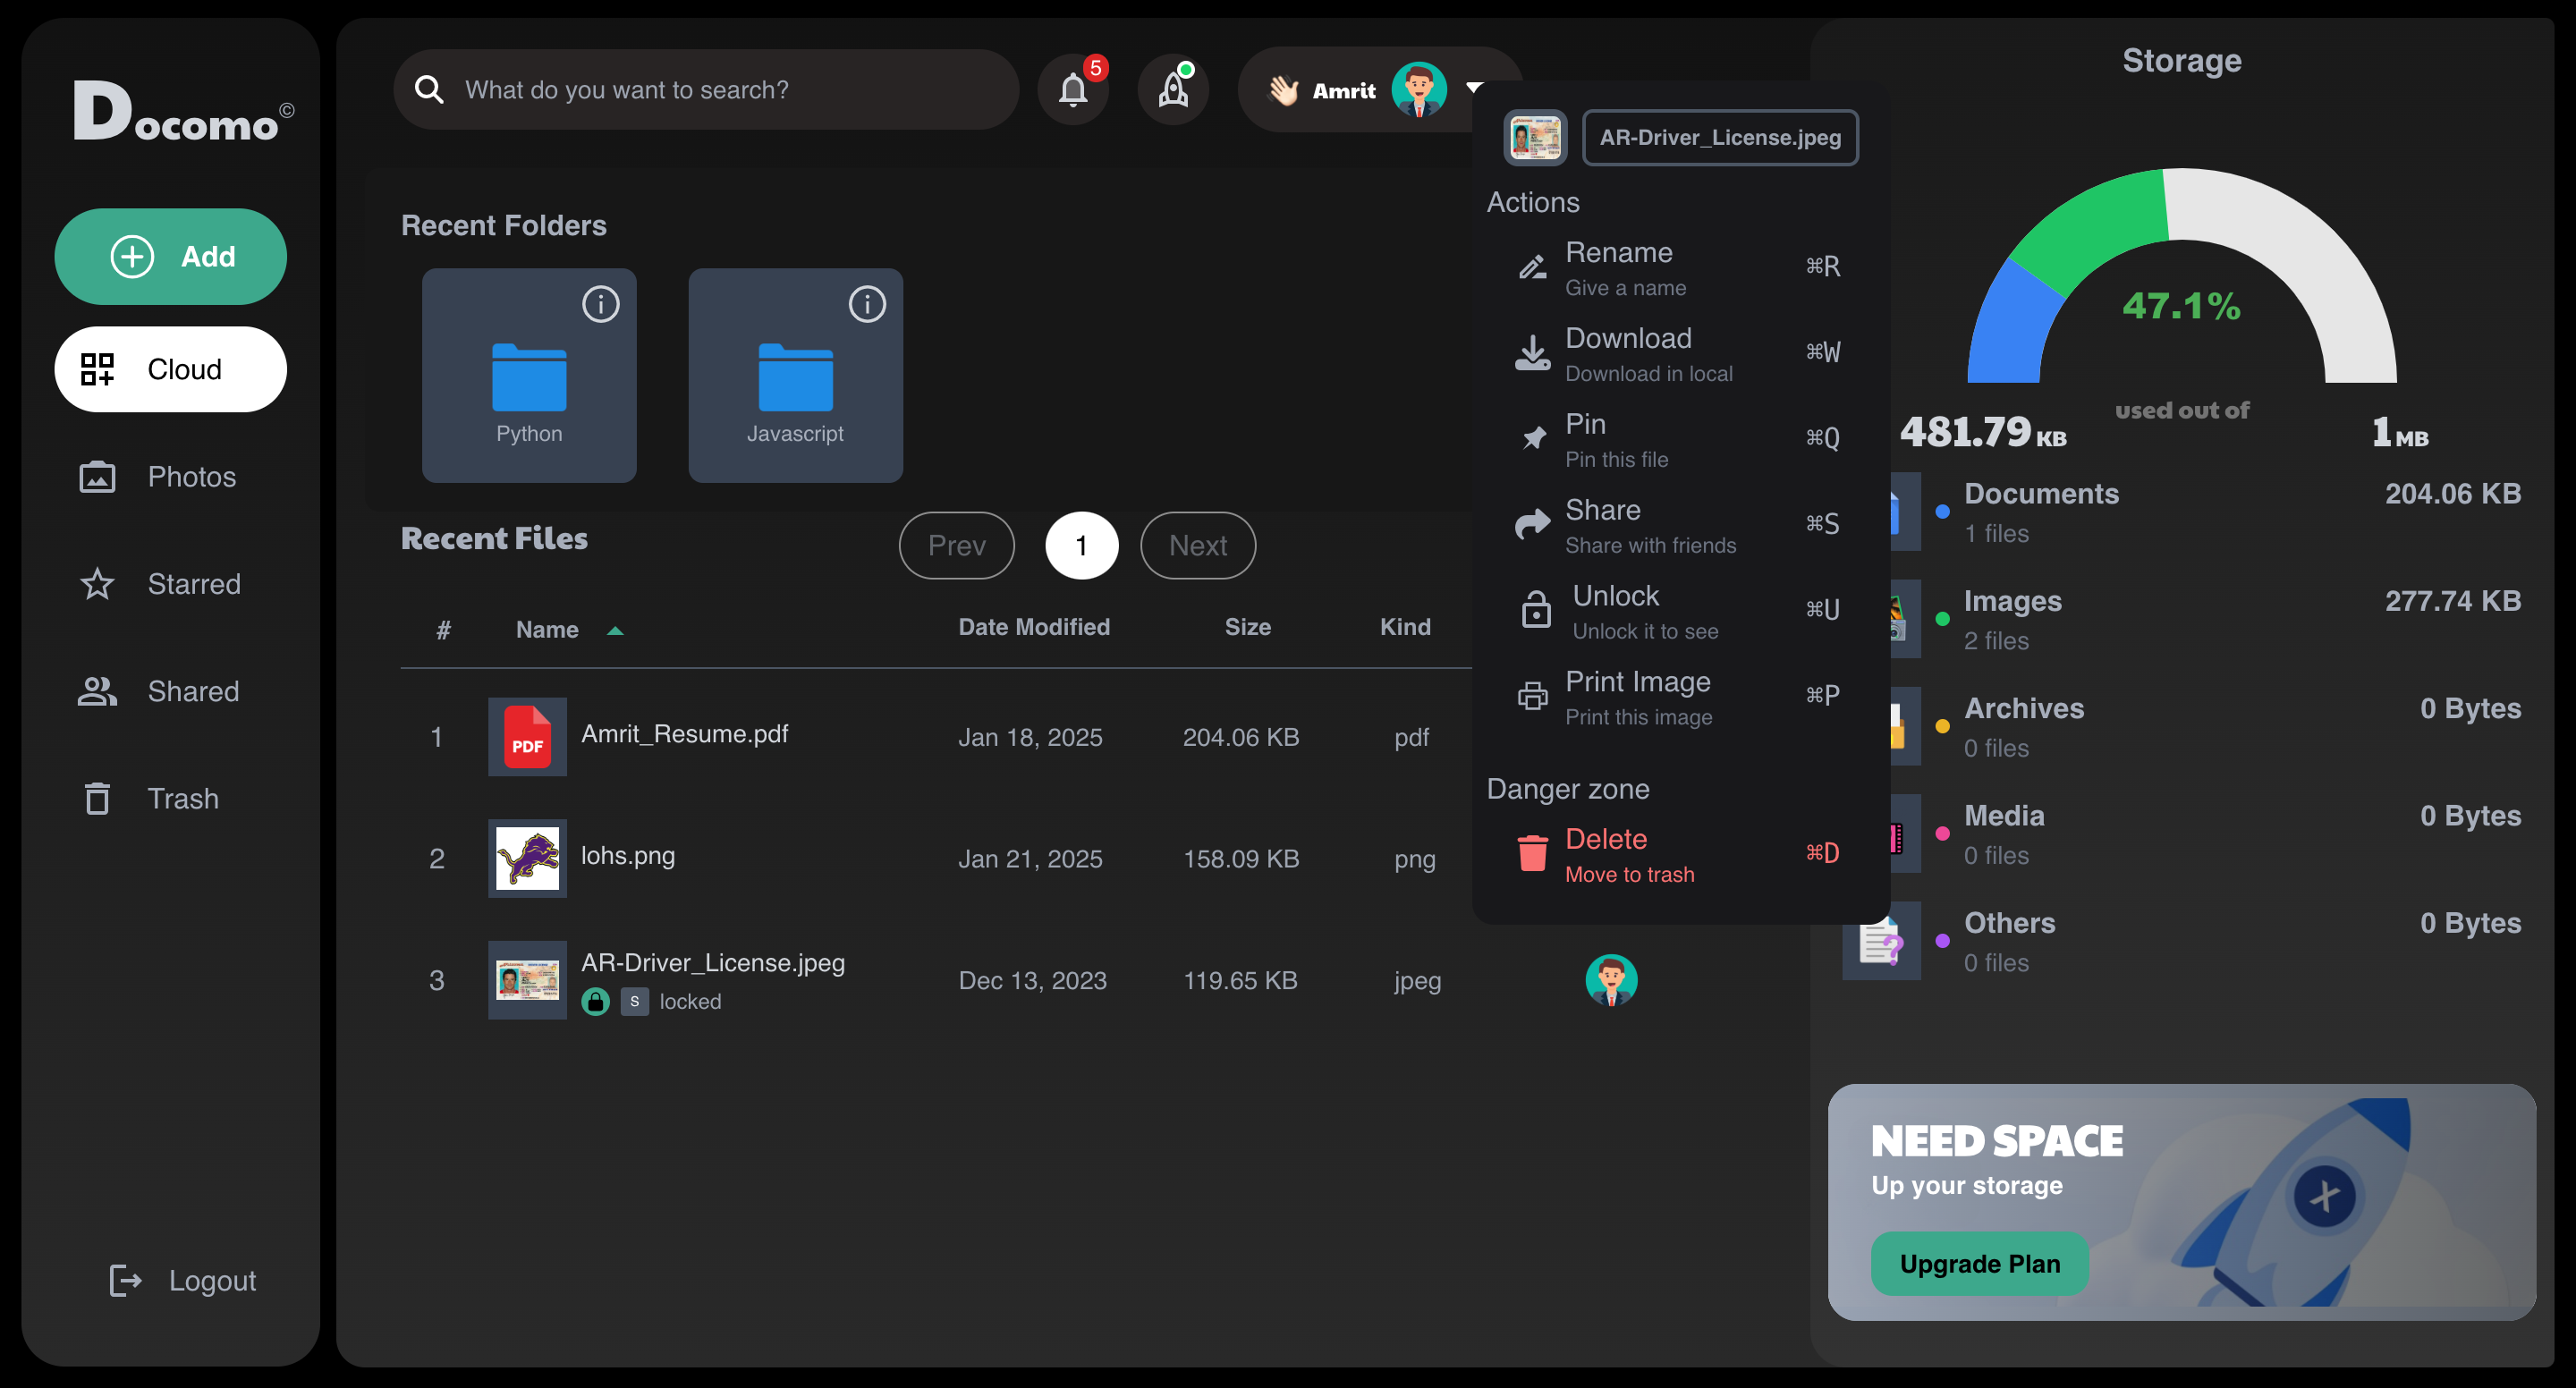 Docomo©
Add
Cloud
Photos
Starred
Shared
Trash
Logout
What do you want to search?
5
Amrit
Recent Folders
Python
Javascript
Recent Files
Prev
1
Next
# Name Date Modified Size Kind
1 PDF Amrit_Resume.pdf Jan 18, 2025 204.06 KB pdf
2 lohs.png Jan 21, 2025 158.09 KB png
3 AR-Driver_License.jpeg Dec 13, 2023 119.65 KB jpeg
S locked
AR-Driver_License.jpeg
Actions
Rename ⌘R
Give a name
Download ⌘W
Download in local
Pin ⌘Q
Pin this file
Share ⌘S
Share with friends
Unlock ⌘U
Unlock it to see
Print Image ⌘P
Print this image
Danger zone
Delete ⌘D
Move to trash
Storage
47.1%
used out of
481.79 KB
1 MB
Documents 204.06 KB
1 files
Images 277.74 KB
2 files
Archives 0 Bytes
0 files
Media 0 Bytes
0 files
Others 0 Bytes
0 files
NEED SPACE
Up your storage
Upgrade Plan